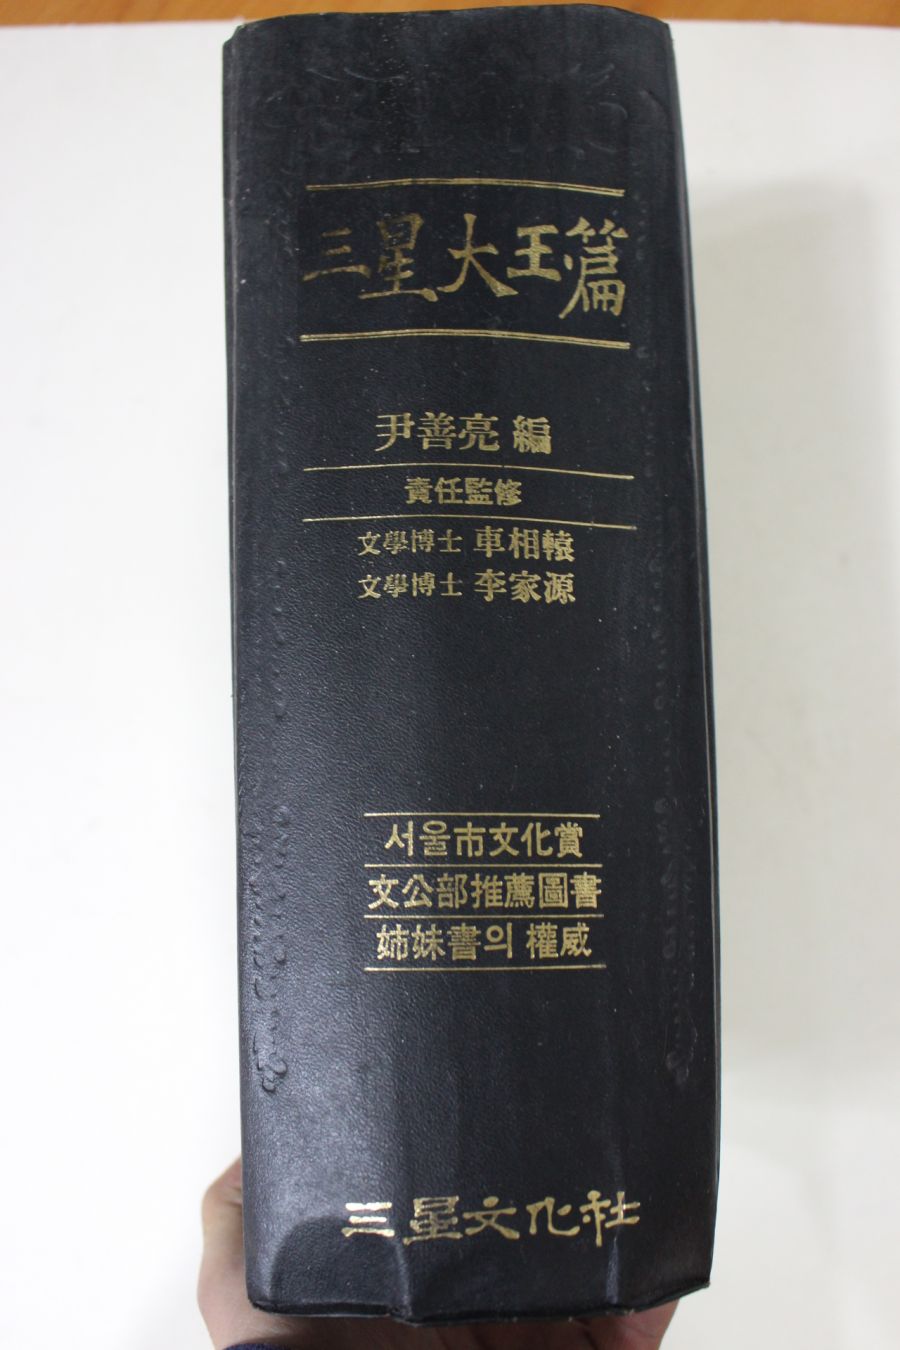 三星大玉篇
尹善亮 編
責任監修
文學博士 車相轅
文學博士 李家源
서울市文化賞
文公部推薦圖書
姉妹書의 權威
三星文化社